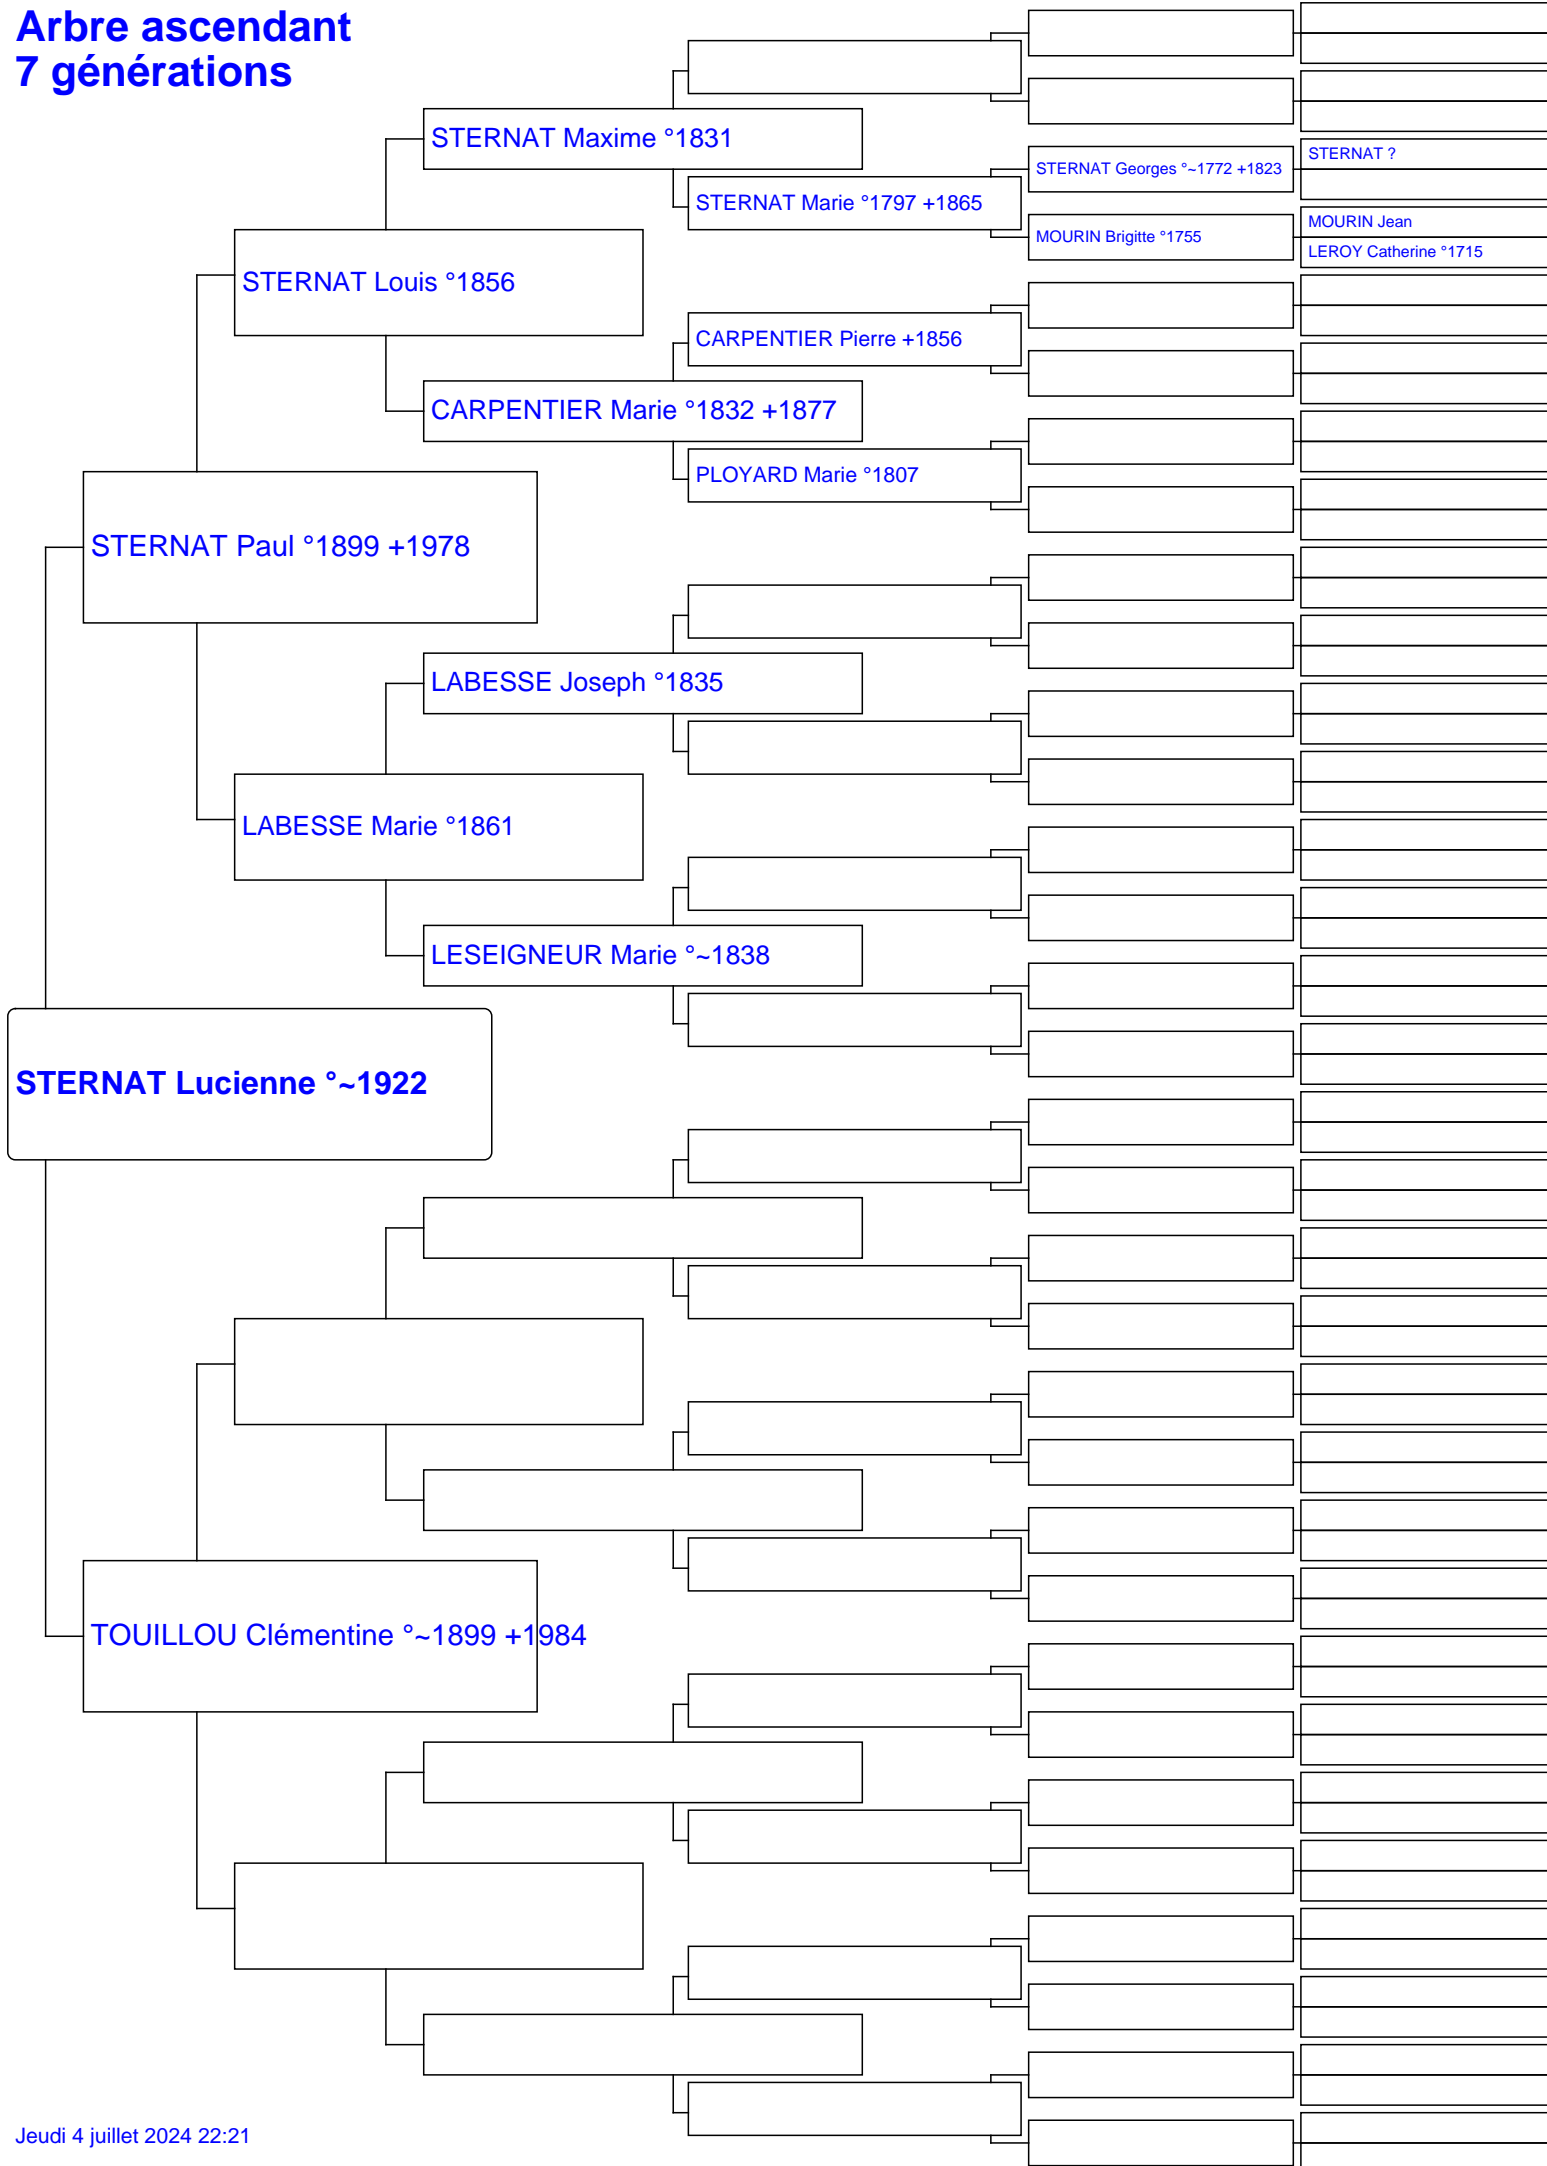 Arbre ascendant
7 générations
STERNAT Maxime °1831
STERNAT Georges °~1772 +1823
STERNAT ?
STERNAT Marie °1797 +1865
MOURIN Brigitte °1755
MOURIN Jean
LEROY Catherine °1715
STERNAT Louis °1856
CARPENTIER Pierre +1856
CARPENTIER Marie °1832 +1877
PLOYARD Marie °1807
STERNAT Paul °1899 +1978
LABESSE Joseph °1835
LABESSE Marie °1861
LESEIGNEUR Marie °~1838
STERNAT Lucienne °~1922
TOUILLOU Clémentine °~1899 +1984
Jeudi 4 juillet 2024 22:21